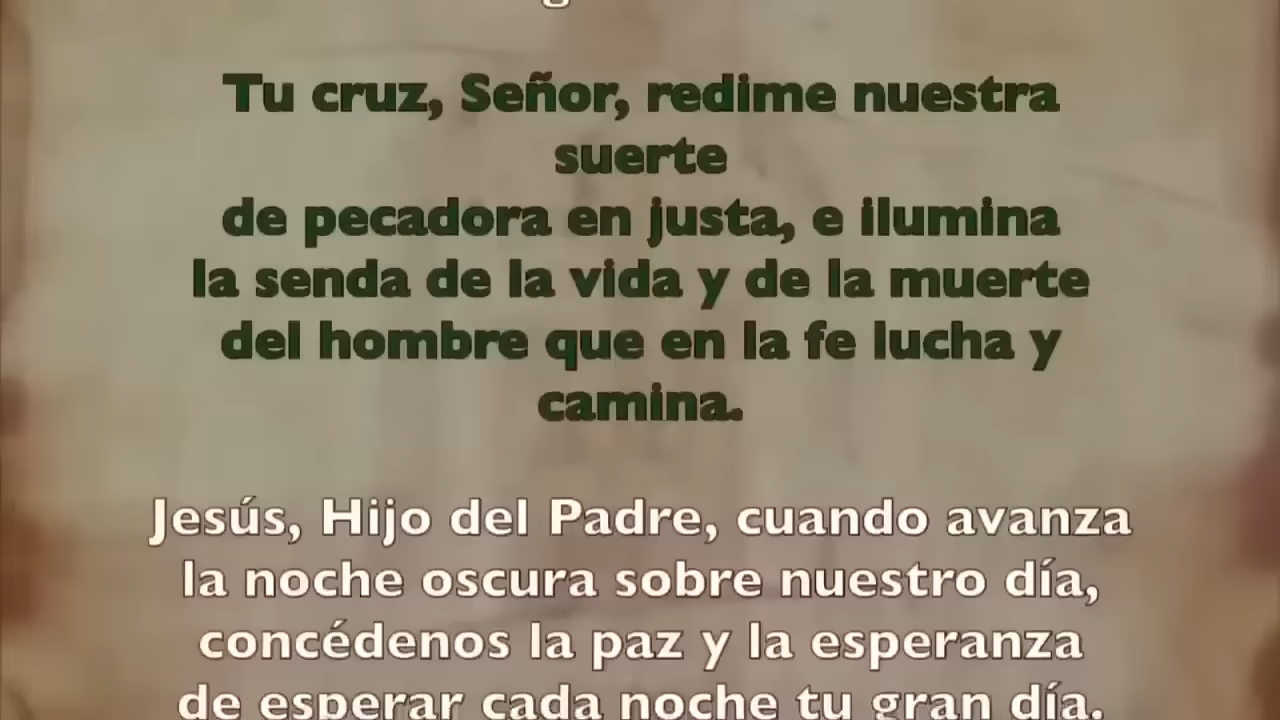 Tu cruz, Señor, redime nuestra
suerte
de pecadora en justa, e ilumina
la senda de la vida y de la muerte
del hombre que en la fe lucha y
camina.
Jesús, Hijo del Padre, cuando avanza
la noche oscura sobre nuestro día,
concédenos la paz y la esperanza
de esperar cada noche tu gran día.